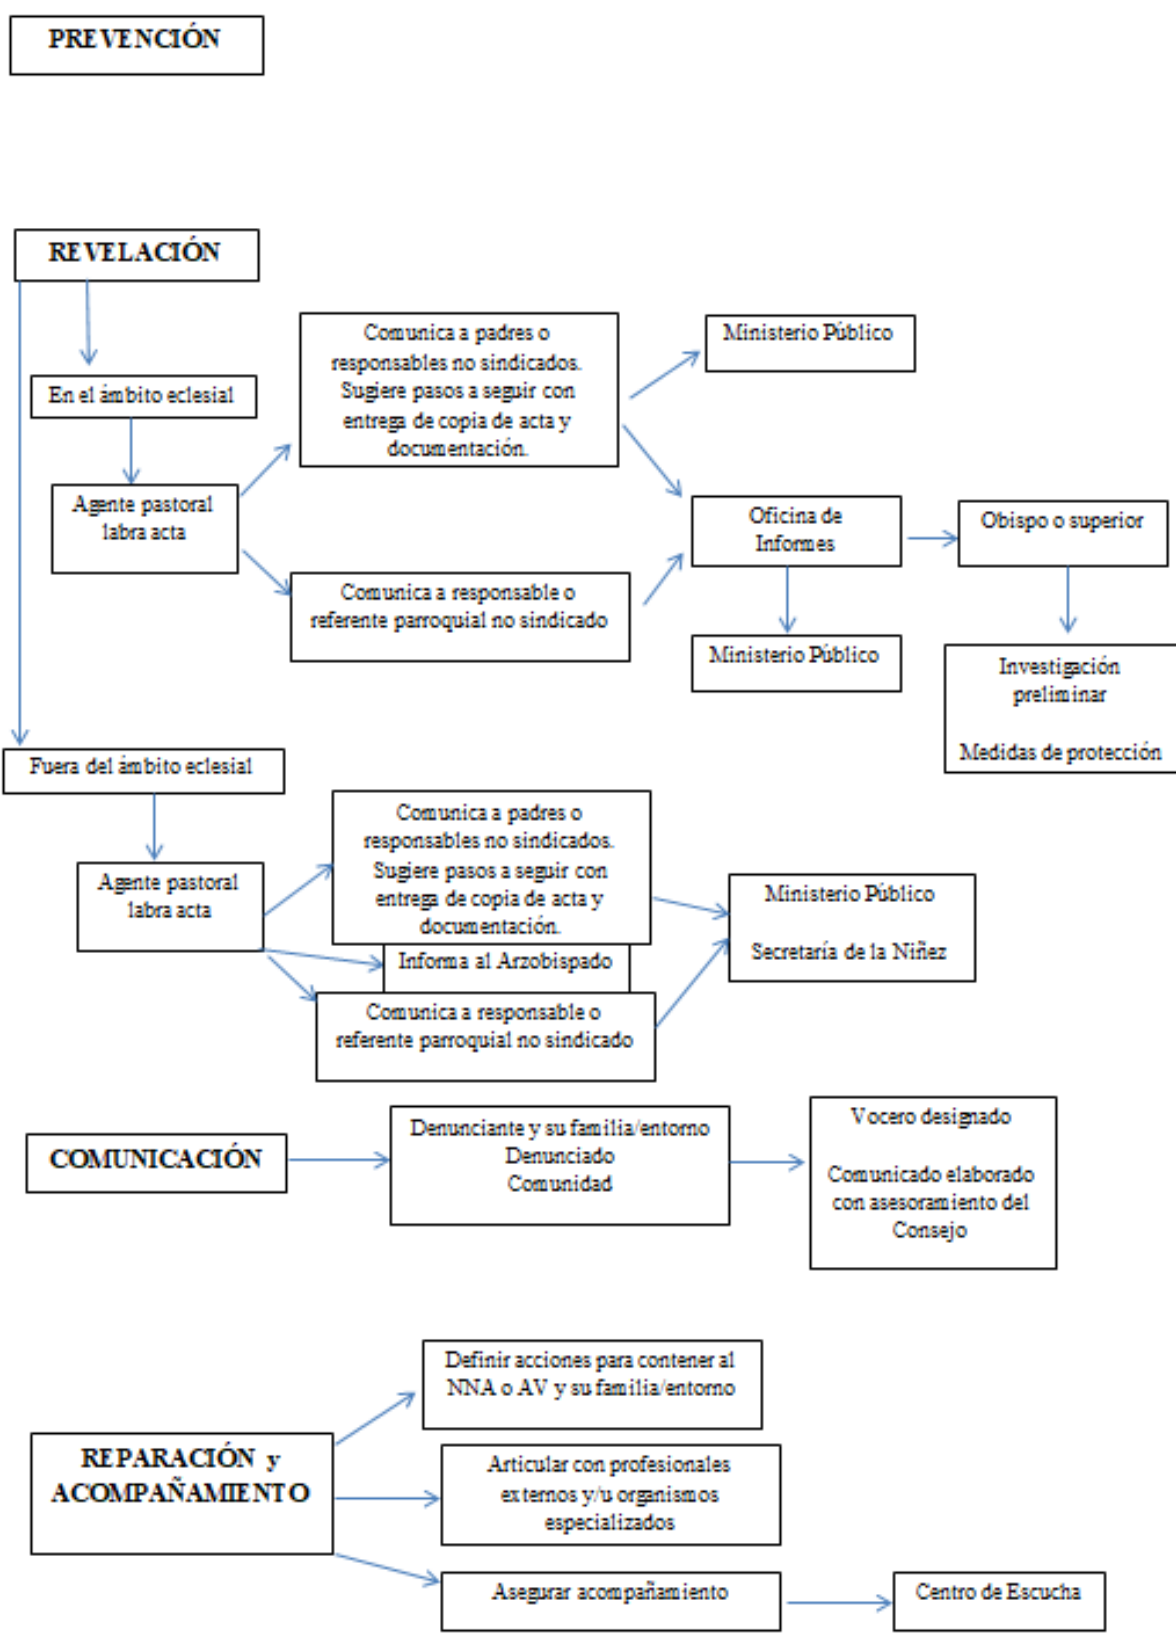 PREVENCIÓN
REVELACIÓN
En el ámbito eclesial
Agente pastoral
labra acta
Comunica a padres o
responsables no sindicados.
Sugiere pasos a seguir con
entrega de copia de acta y
documentación.
Ministerio Público
Comunica a responsable o
referente parroquial no sindicado
Oficina de
Informes
Obispo o superior
Ministerio Público
Investigación
preliminar
Medidas de protección
Fuera del ámbito eclesial
Agente pastoral
labra acta
Comunica a padres o
responsables no sindicados.
Sugiere pasos a seguir con
entrega de copia de acta y
documentación.
Informa al Arzobispado
Comunica a responsable o
referente parroquial no sindicado
Ministerio Público
Secretaría de la Niñez
COMUNICACIÓN
Denunciante y su familia/entorno
Denunciado
Comunidad
Vocero designado
Comunicado elaborado
con asesoramiento del
Consejo
REPARACIÓN y
ACOMPAÑAMIENTO
Definir acciones para contener al
NNA o AV y su familia/entorno
Articular con profesionales
externos y/u organismos
especializados
Asegurar acompañamiento
Centro de Escucha